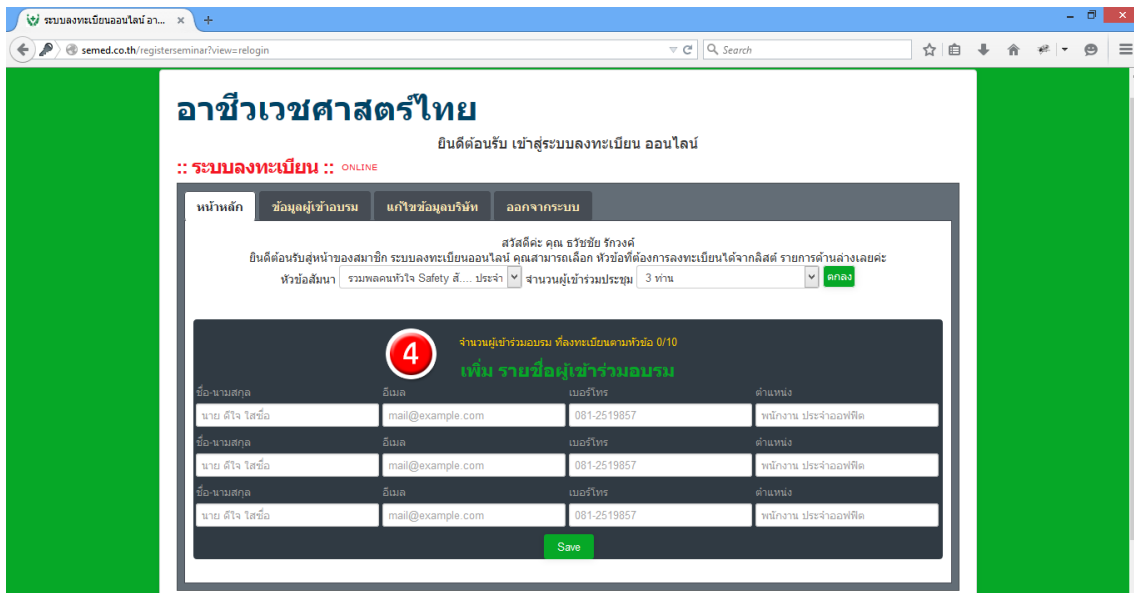 ระบบลงทะเบียนออนไลน์ อา...
semed.co.th/registerseminar?view=relogin
Search
อาชีวเวชศาสตร์ไทย
ยินดีต้อนรับ เข้าสู่ระบบลงทะเบียน ออนไลน์
:: ระบบลงทะเบียน :: ONLINE
หน้าหลัก ข้อมูลผู้เข้าอบรม แก้ไขข้อมูลบริษัท ออกจากระบบ
สวัสดีค่ะ คุณ ธวัชชัย รักวงค์
ยินดีต้อนรับสู่หน้าของสมาชิก ระบบลงทะเบียนออนไลน์ คุณสามารถเลือก หัวข้อที่ต้องการลงทะเบียนได้จากลิสต์ รายการด้านล่างเลยค่ะ
หัวข้อสัมนา รวมพลคนหัวใจ Safety สั.... ประจำ จำนวนผู้เข้าร่วมประชุม 3 ท่าน ตกลง
4
จำนวนผู้เข้าร่วมอบรม ที่ลงทะเบียนตามหัวข้อ 0/10
เพิ่ม รายชื่อผู้เข้าร่วมอบรม
ชื่อ-นามสกุล อีเมล เบอร์โทร ตำแหน่ง
นาย ดีใจ ใสซื่อ mail@example.com 081-2519857 พนักงาน ประจำออฟฟิต
ชื่อ-นามสกุล อีเมล เบอร์โทร ตำแหน่ง
นาย ดีใจ ใสซื่อ mail@example.com 081-2519857 พนักงาน ประจำออฟฟิต
ชื่อ-นามสกุล อีเมล เบอร์โทร ตำแหน่ง
นาย ดีใจ ใสซื่อ mail@example.com 081-2519857 พนักงาน ประจำออฟฟิต
Save